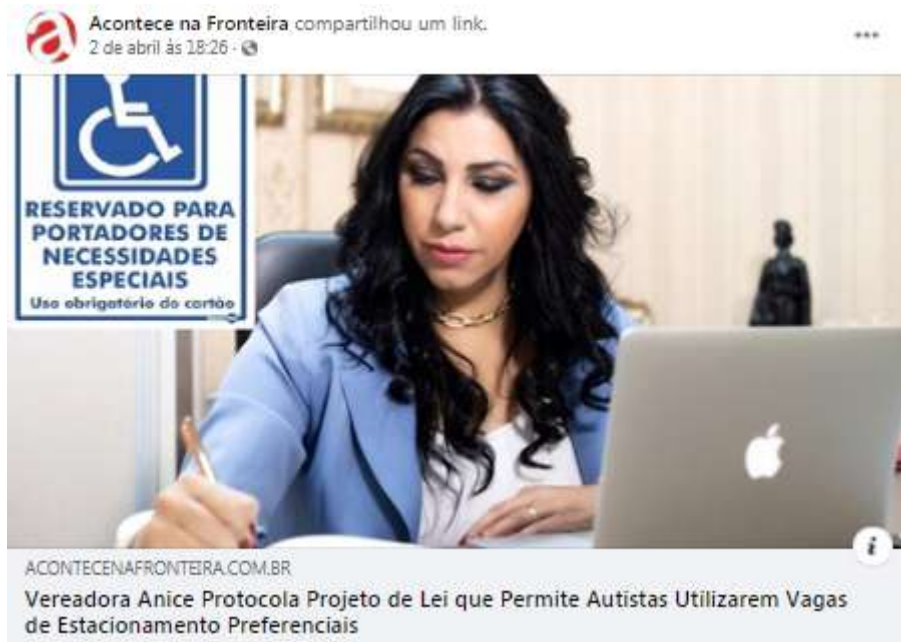 Acontece na Fronteira compartilhou um link.
2 de abril às 18:26 ·
RESERVADO PARA
PORTADORES DE
NECESSIDADES
ESPECIAIS
Uso obrigatório do cartão
ACONTECENAFRONTEIRA.COM.BR
Vereadora Anice Protocola Projeto de Lei que Permite Autistas Utilizarem Vagas
de Estacionamento Preferenciais